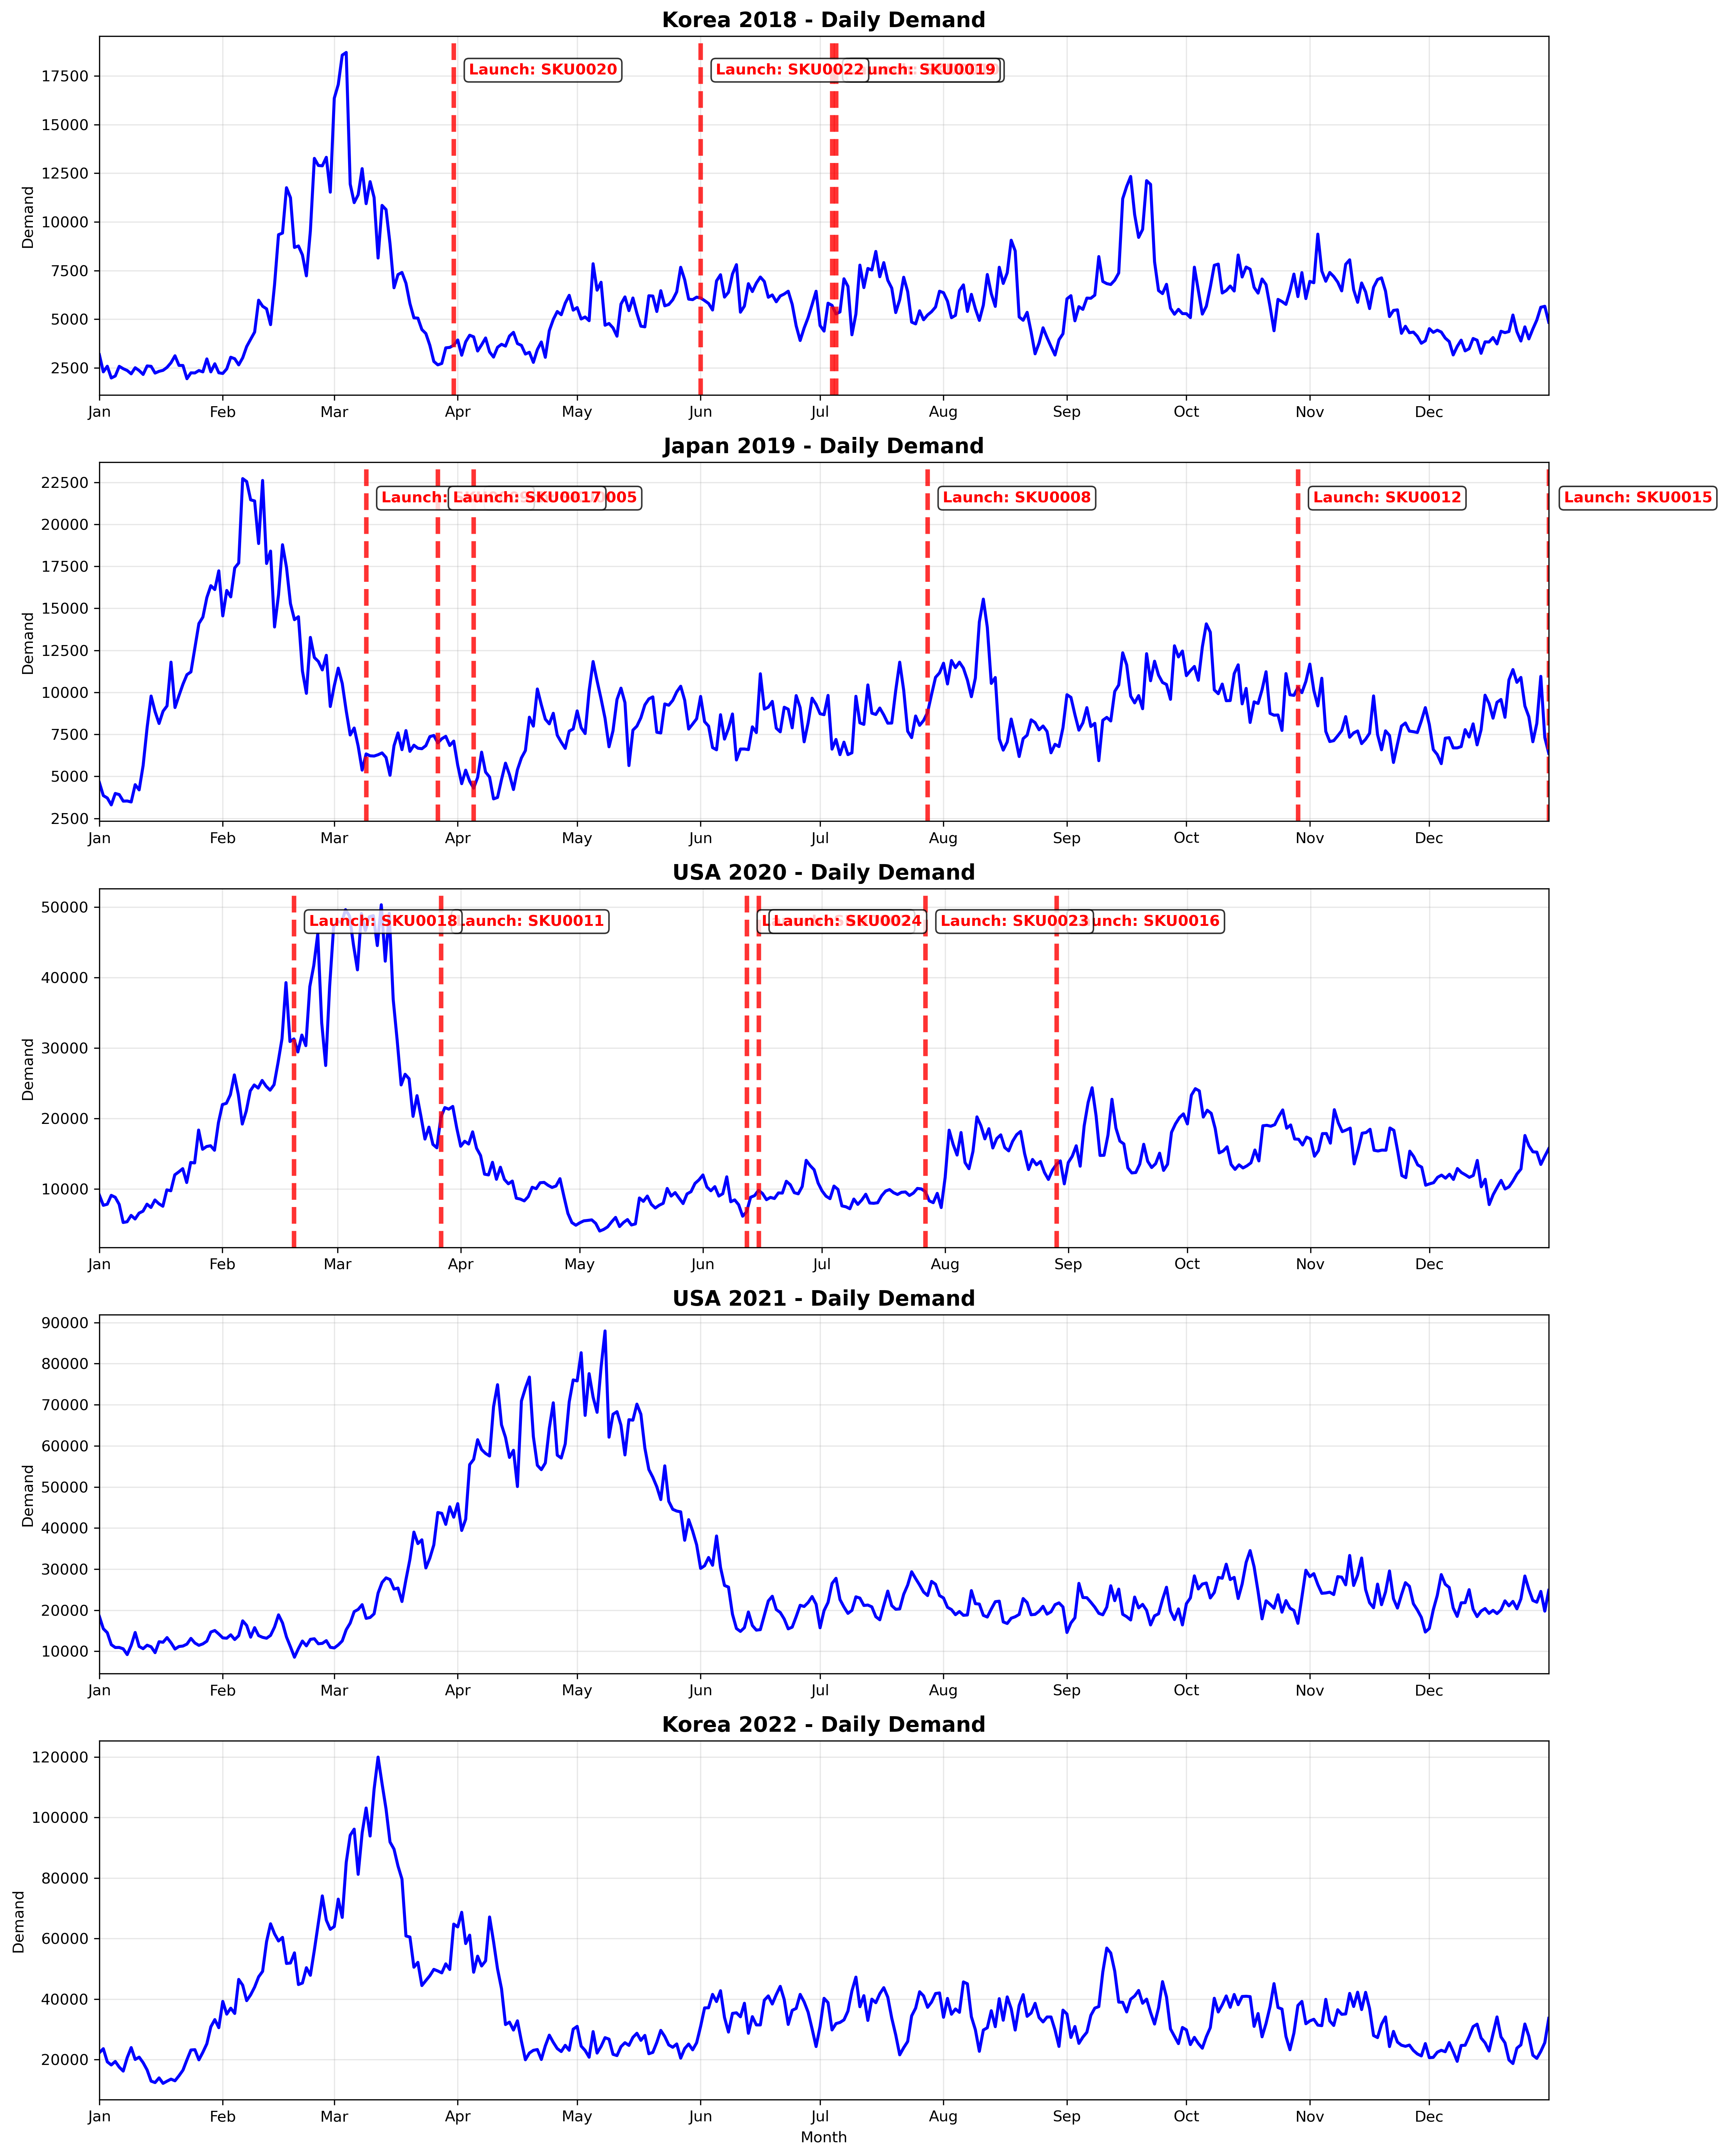 Korea 2018 - Daily Demand
Launch: SKU0020
Launch: SKU0022
unch: SKU0019
Demand
17500
15000
12500
10000
7500
5000
2500
Jan Feb Mar Apr May Jun Jul Aug Sep Oct Nov Dec
Japan 2019 - Daily Demand
Launch:
Launch: SKU0017
005
Launch: SKU0008
Launch: SKU0012
Launch: SKU0015
Demand
22500
20000
17500
15000
12500
10000
7500
5000
2500
Jan Feb Mar Apr May Jun Jul Aug Sep Oct Nov Dec
USA 2020 - Daily Demand
Launch: SKU0018
Launch: SKU0011
Launch: SKU0024
Launch: SKU0023
unch: SKU0016
Demand
50000
40000
30000
20000
10000
Jan Feb Mar Apr May Jun Jul Aug Sep Oct Nov Dec
USA 2021 - Daily Demand
Demand
90000
80000
70000
60000
50000
40000
30000
20000
10000
Jan Feb Mar Apr May Jun Jul Aug Sep Oct Nov Dec
Korea 2022 - Daily Demand
Demand
120000
100000
80000
60000
40000
20000
Jan Feb Mar Apr May Jun Jul Aug Sep Oct Nov Dec
Month